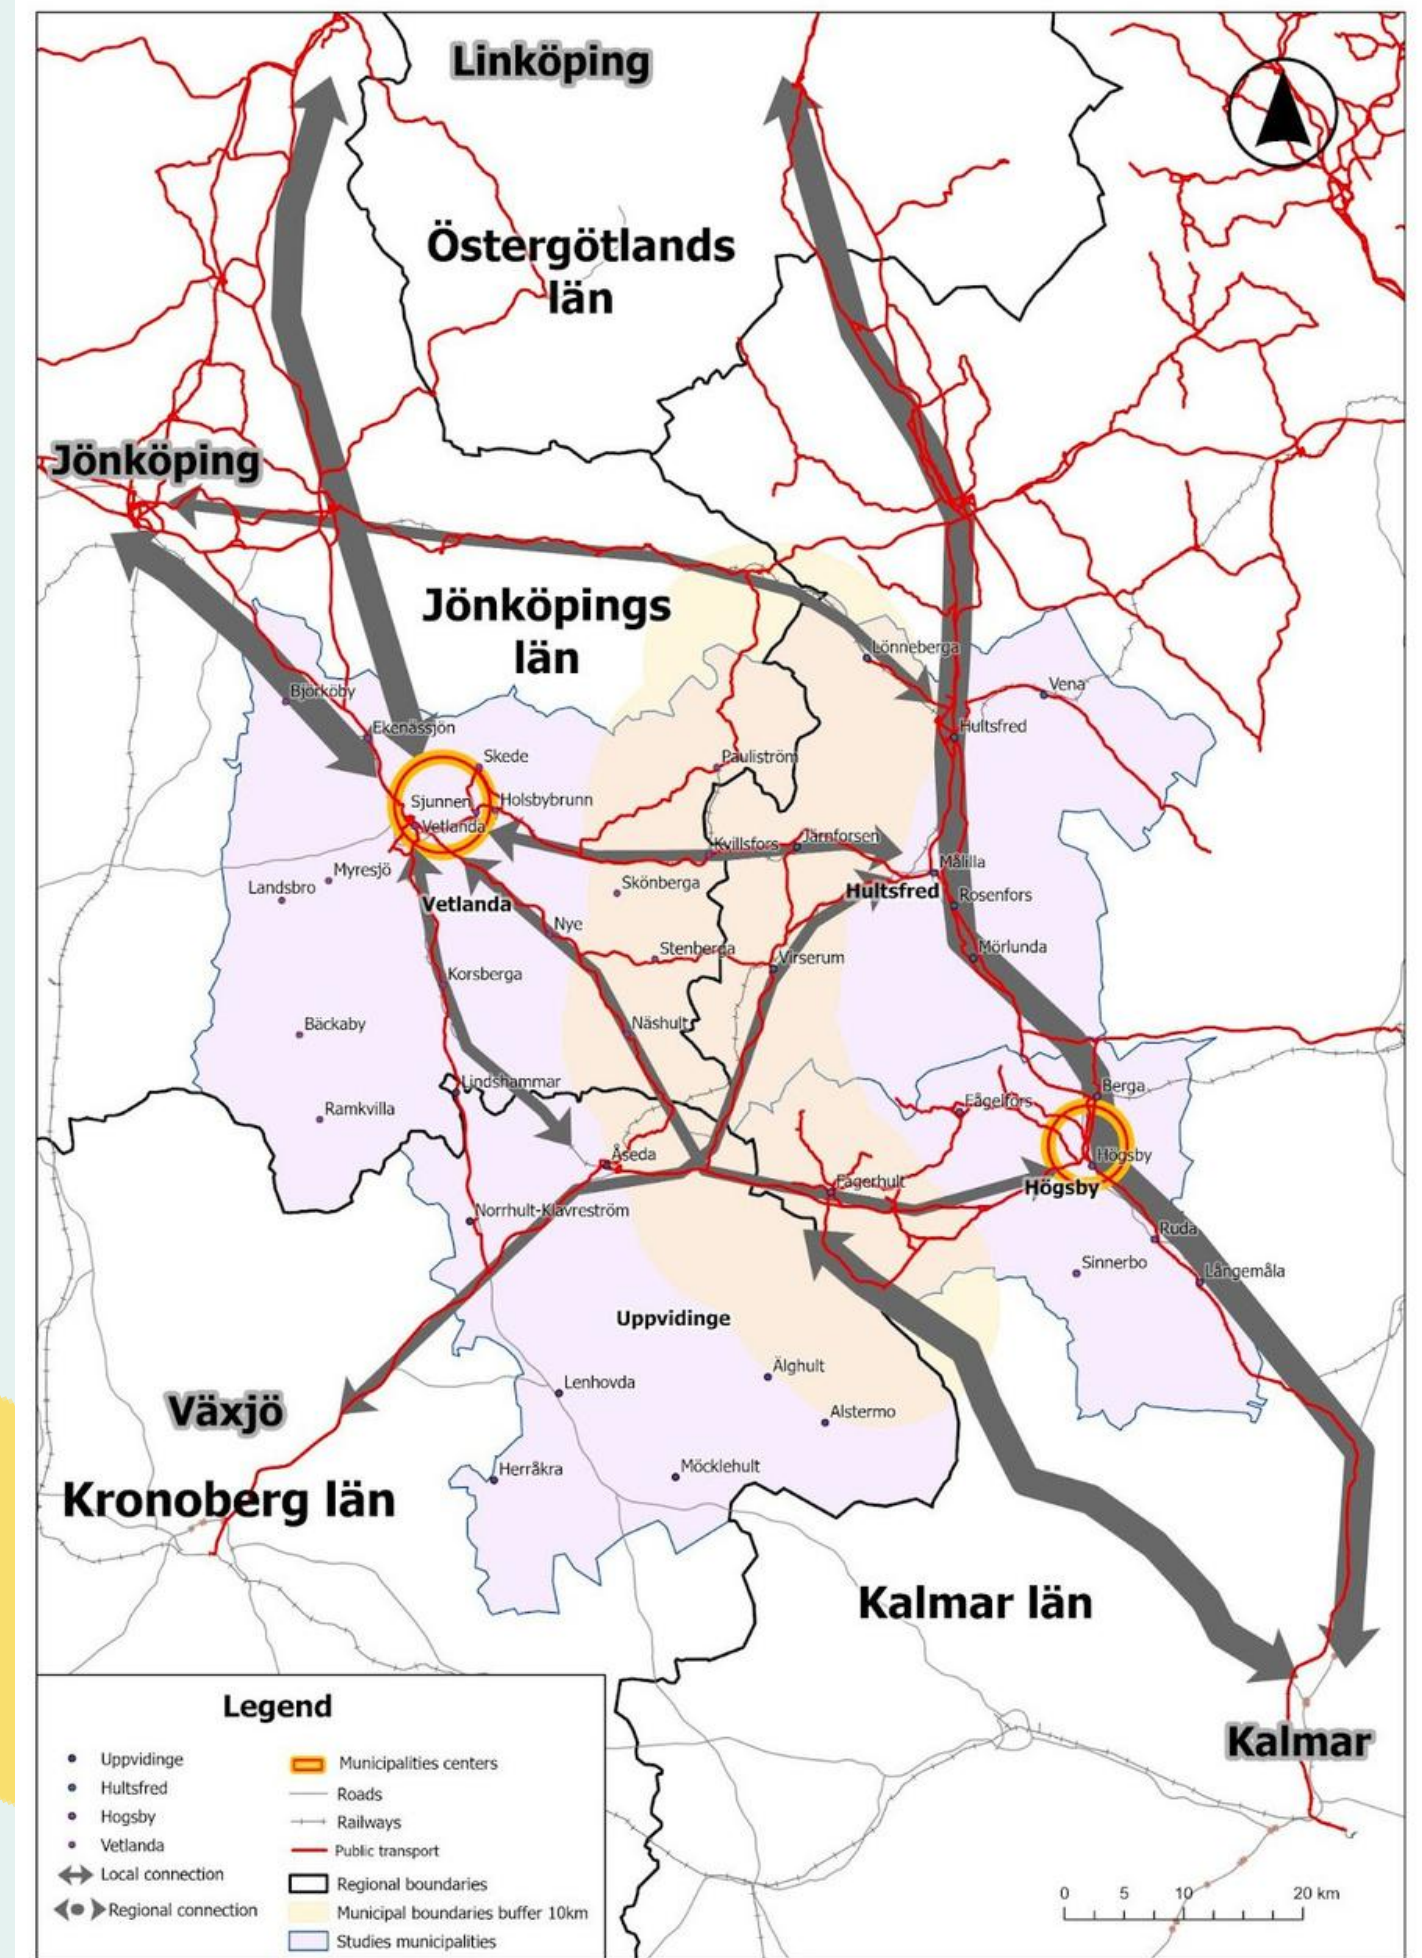 Linköping
Östergötlands
län
Jönköping
Jönköpings
län
Lönneberga
Björköby
Vena
Ekenässjön
Hultsfred
Skede
Pauliström
Sjunnen
Holsbybrunn
Vetlanda
Kvillsfors
Järnforsen
Målilla
Myresjö
Landsbro
Skönberga
Hultsfred
Rosenfors
Vetlanda
Nye
Stenberga
Virserum
Mörlunda
Korsberga
Bäckaby
Näshult
Lindshammar
Berga
Ramkvilla
Fågelfors
Åseda
Högsby
Fagerhult
Högsby
Norrhult-Klavreström
Ruda
Sinnerbo
Långemåla
Uppvidinge
Älghult
Lenhovda
Växjö
Alstermo
Herråkra
Möcklehult
Kronoberg län
Kalmar län
Kalmar
Legend
Uppvidinge
Hultsfred
Hogsby
Vetlanda
Local connection
Regional connection
Municipalities centers
Roads
Railways
Public transport
Regional boundaries
Municipal boundaries buffer 10km
Studies municipalities
0 5 10 20 km